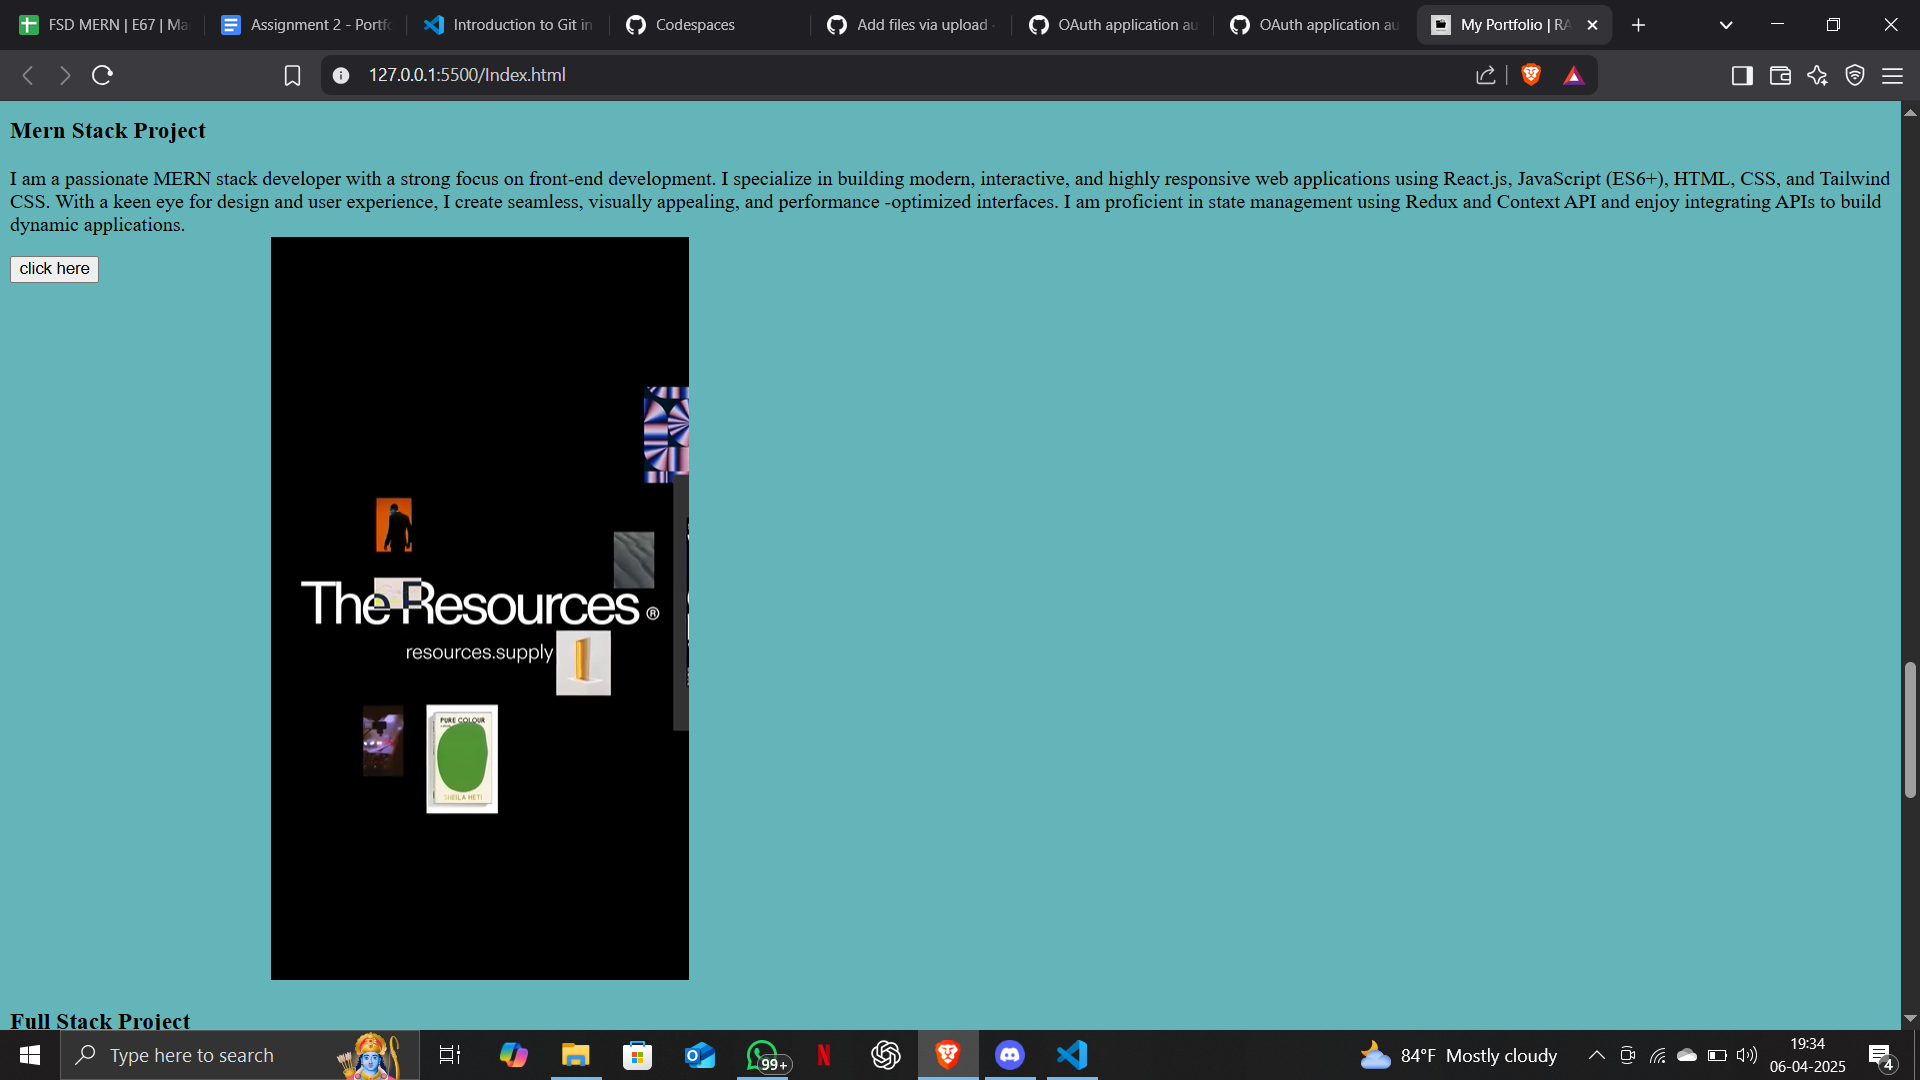 FSD MERN | E67 | Ma
Assignment 2 - Portfo
Introduction to Git in
Codespaces
Add files via upload ·
OAuth application au
OAuth application au
My Portfolio | RA
127.0.0.1:5500/Index.html
Mern Stack Project
I am a passionate MERN stack developer with a strong focus on front-end development. I specialize in building modern, interactive, and highly responsive web applications using React.js, JavaScript (ES6+), HTML, CSS, and Tailwind
CSS. With a keen eye for design and user experience, I create seamless, visually appealing, and performance -optimized interfaces. I am proficient in state management using Redux and Context API and enjoy integrating APIs to build
dynamic applications.
click here
The Resources ®
resources.supply
PURE COLOUR
SHEILA HETI
Full Stack Project
Type here to search
99+
84°F Mostly cloudy
19:34
06-04-2025
4